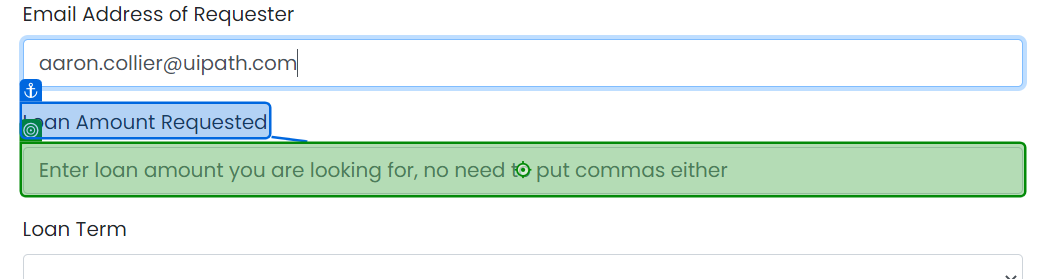 Email Address of Requester
aaron.collier@uipath.com
Loan Amount Requested
Enter loan amount you are looking for, no need to put commas either
Loan Term